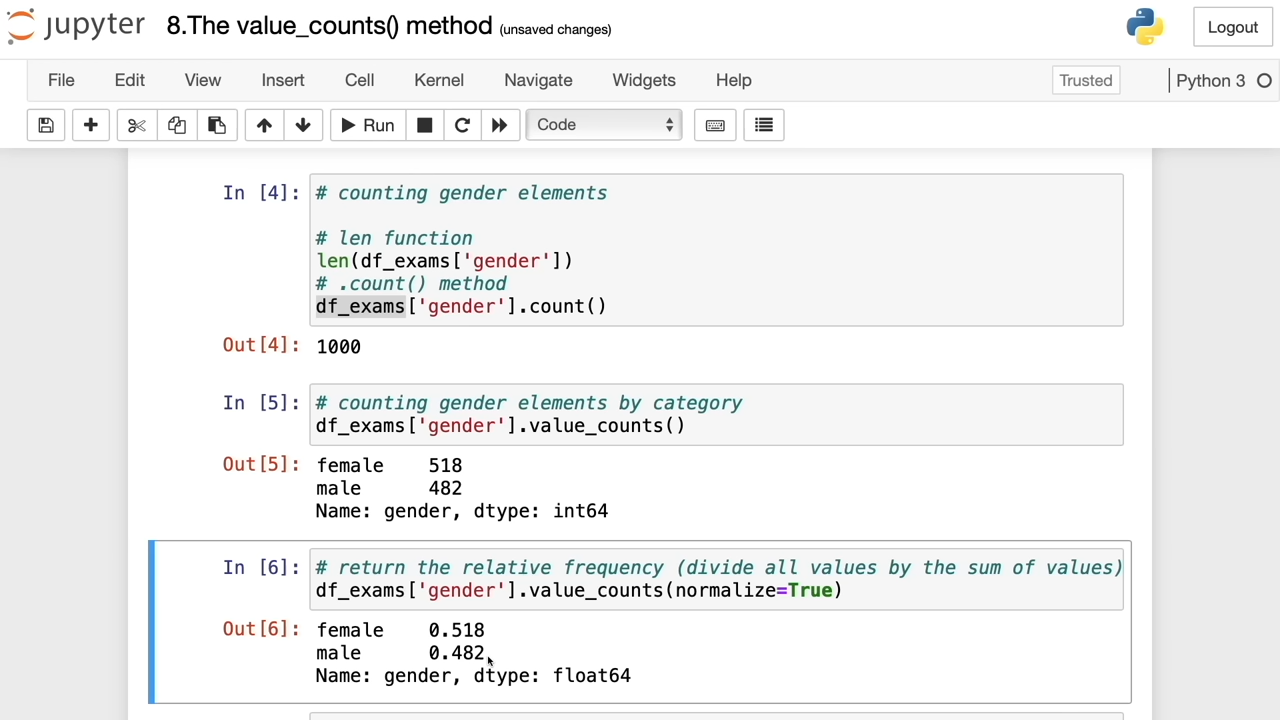 jupyter 8.The value_counts() method (unsaved changes) Logout
File Edit View Insert Cell Kernel Navigate Widgets Help Trusted Python 3
Run Code
In [4]: # counting gender elements
# len function
len(df_exams['gender'])
# .count() method
df_exams['gender'].count()
Out[4]: 1000
In [5]: # counting gender elements by category
df_exams['gender'].value_counts()
Out[5]: female 518
male 482
Name: gender, dtype: int64
In [6]: # return the relative frequency (divide all values by the sum of values)
df_exams['gender'].value_counts(normalize=True)
Out[6]: female 0.518
male 0.482
Name: gender, dtype: float64